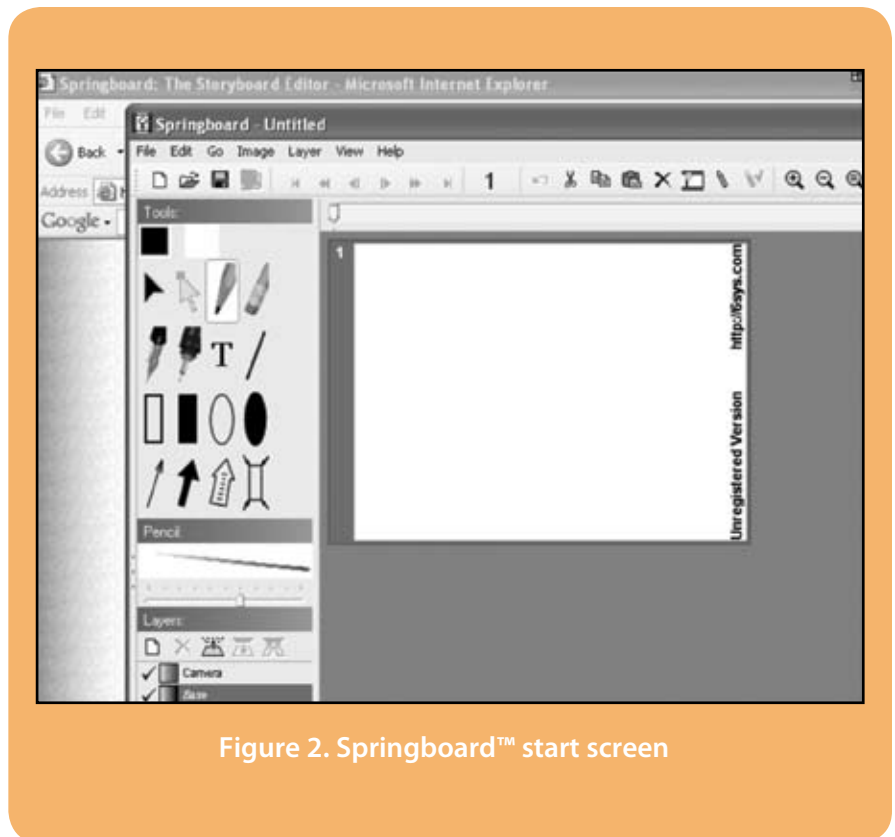 Springboard: The Storyboard Editor - Microsoft Internet Explorer
File Edit
Springboard - Untitled
Back
File Edit Go Image Layer View Help
Address
1
Google
Tools:
1
http://6sys.com
Unregistered Version
T
Pencil:
Layers:
Camera
Base
Figure 2. Springboard™ start screen